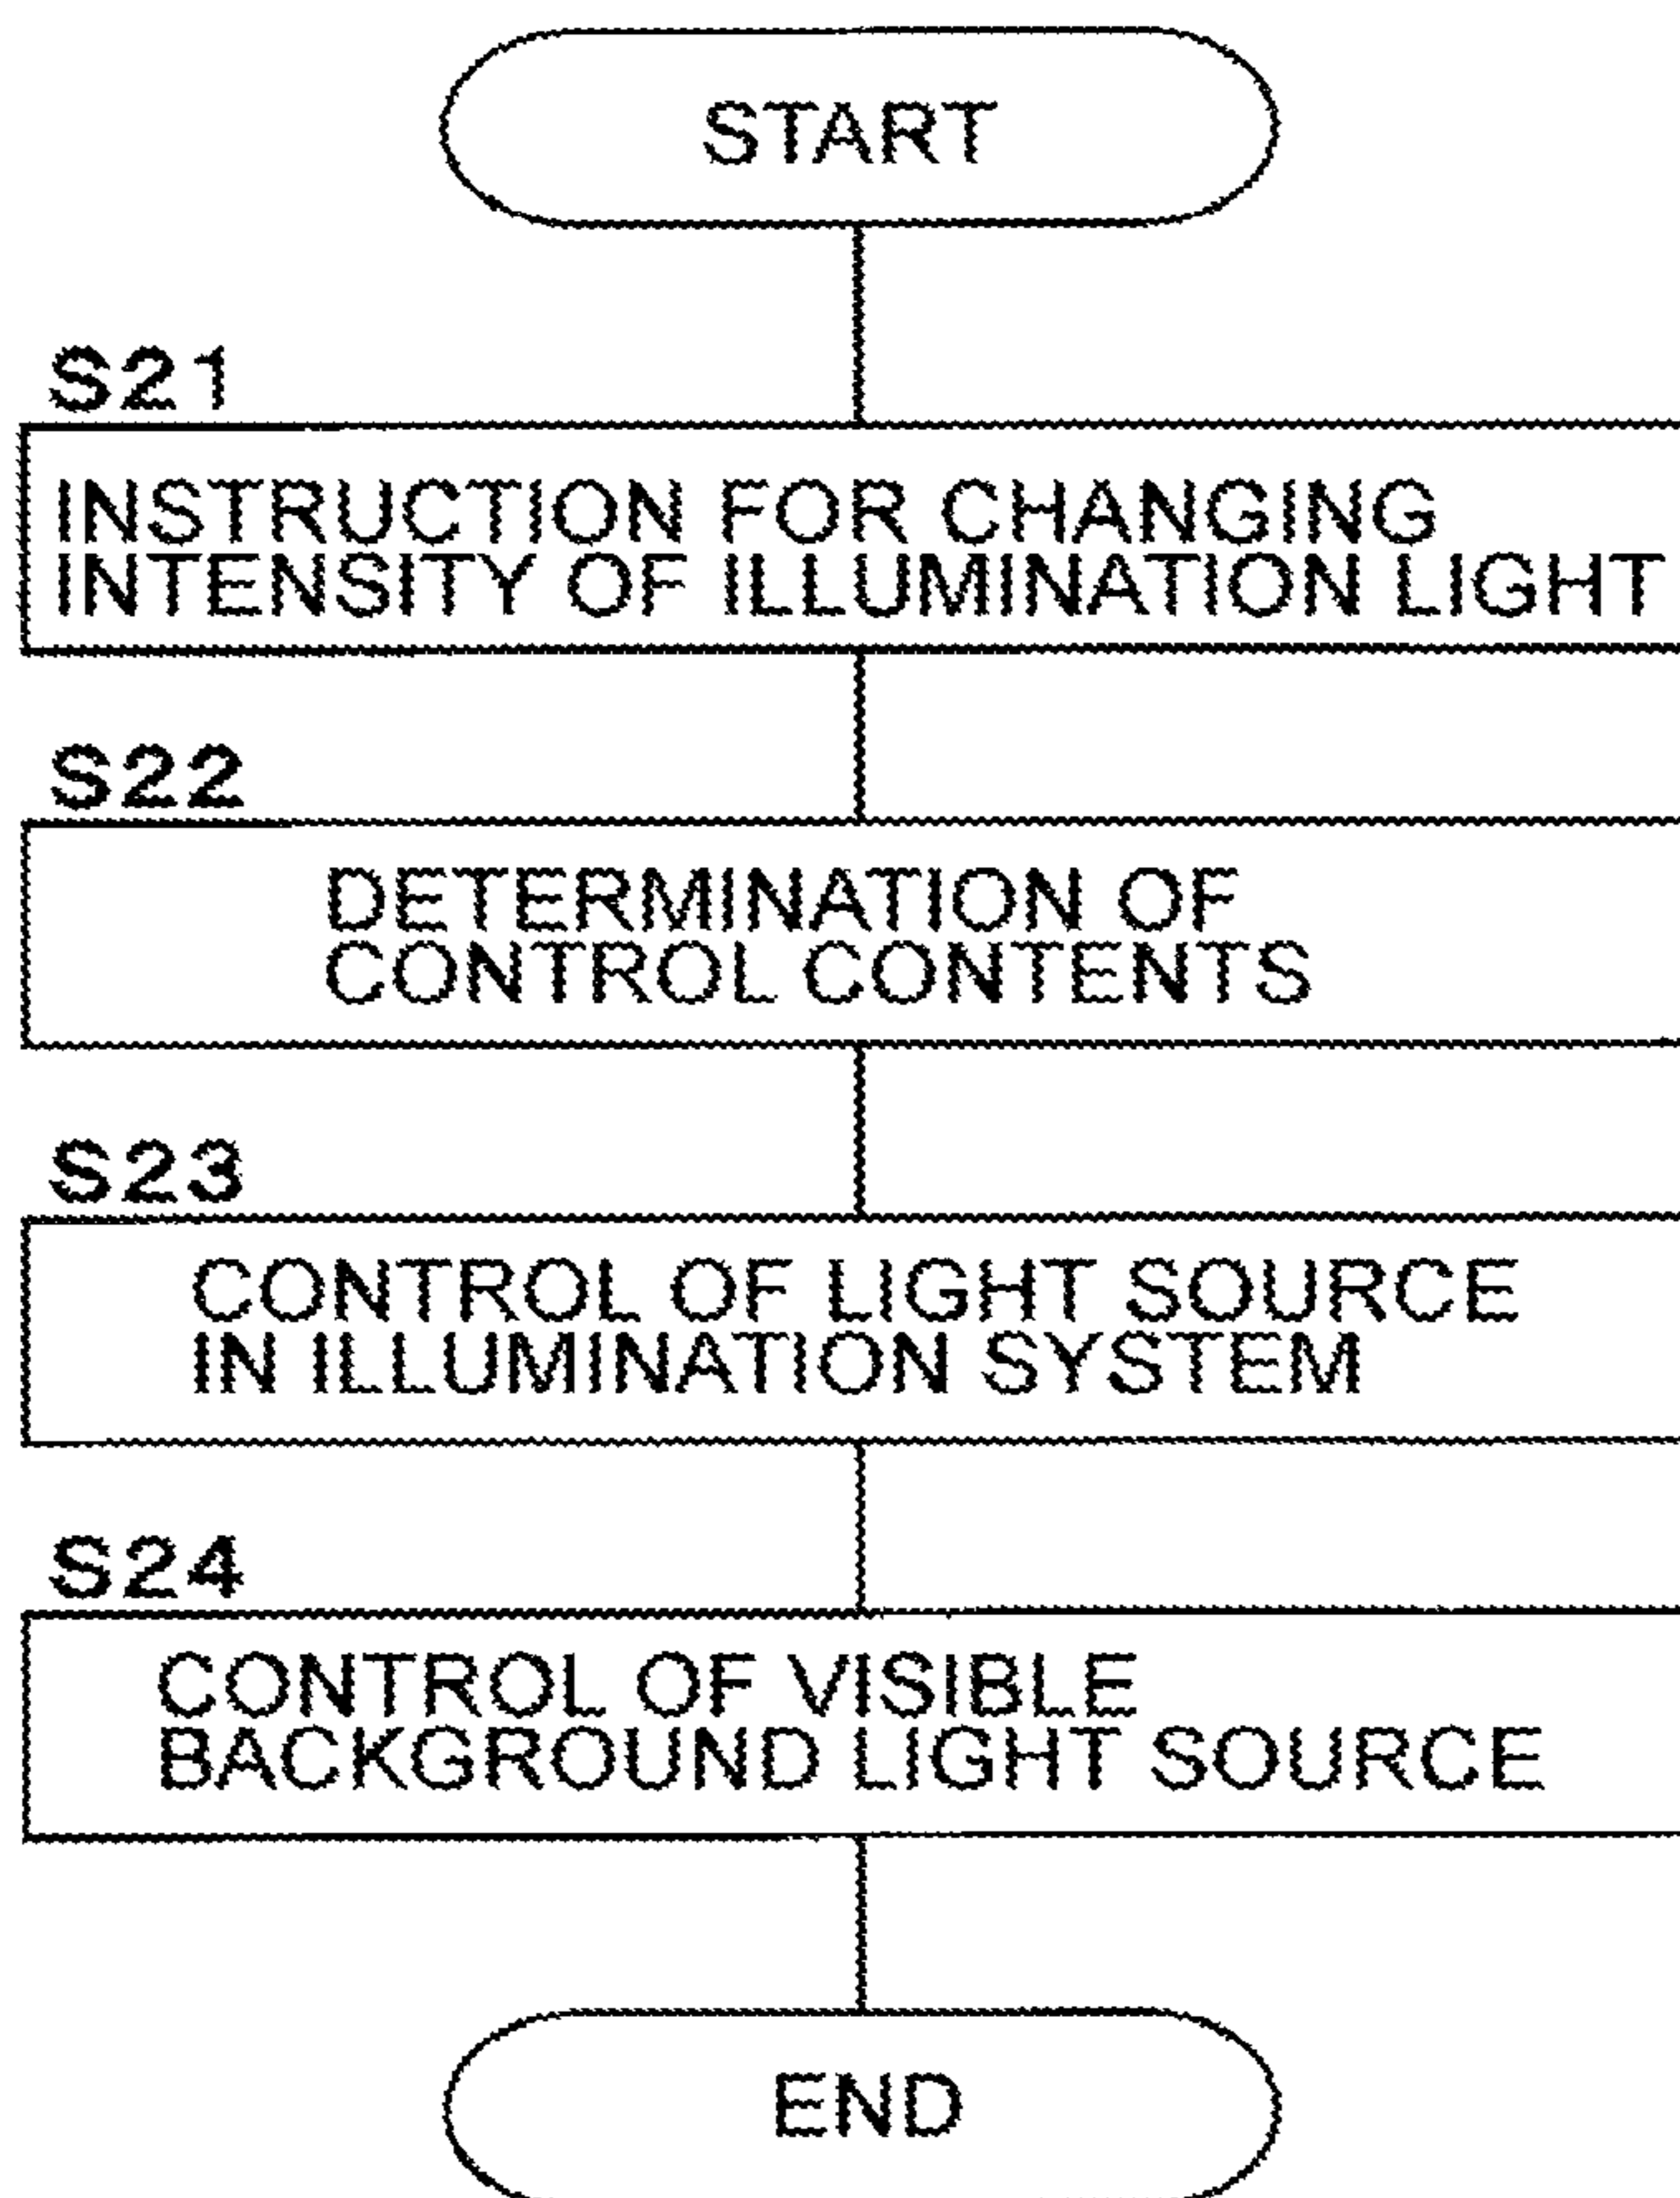 START
S21
INSTRUCTION FOR CHANGING
INTENSITY OF ILLUMINATION LIGHT
S22
DETERMINATION OF
CONTROL CONTENTS
S23
CONTROL OF LIGHT SOURCE
IN ILLUMINATION SYSTEM
S24
CONTROL OF VISIBLE
BACKGROUND LIGHT SOURCE
END